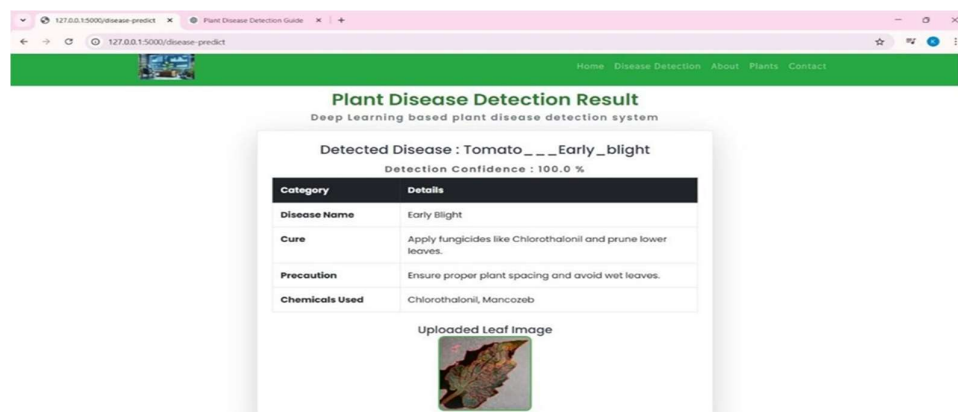 127.0.0.1:5000/disease-predict
Plant Disease Detection Guide
127.0.0.1:5000/disease-predict
Home Disease Detection About Plants Contact
Plant Disease Detection Result
Deep Learning based plant disease detection system
Detected Disease : Tomato___Early_blight
Detection Confidence : 100.0 %
Category Details
Disease Name Early Blight
Cure Apply fungicides like Chlorothalonil and prune lower
leaves.
Precaution Ensure proper plant spacing and avoid wet leaves.
Chemicals Used Chlorothalonil, Mancozeb
Uploaded Leaf Image